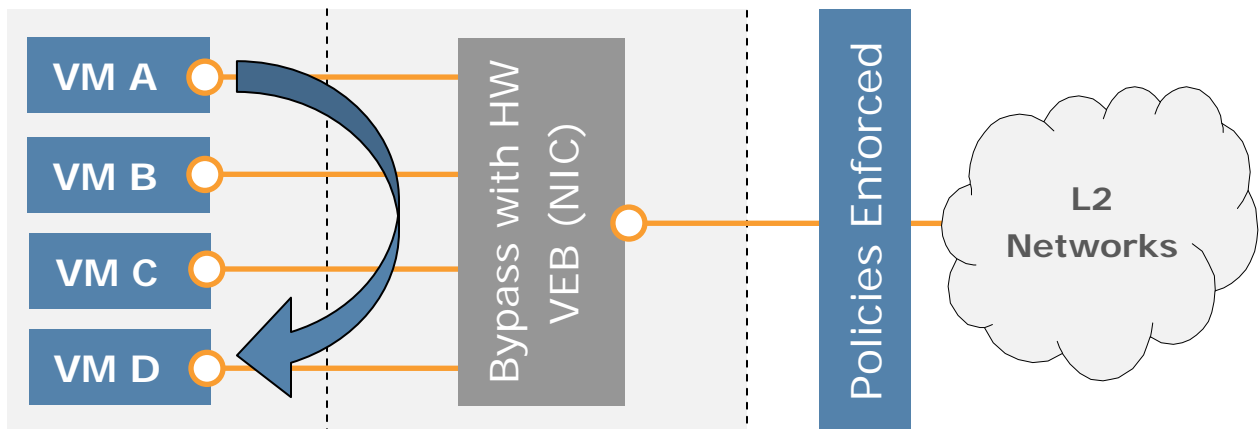 VM A
VM B
VM C
VM D
Bypass with HW
VEB (NIC)
Policies Enforced
L2
Networks